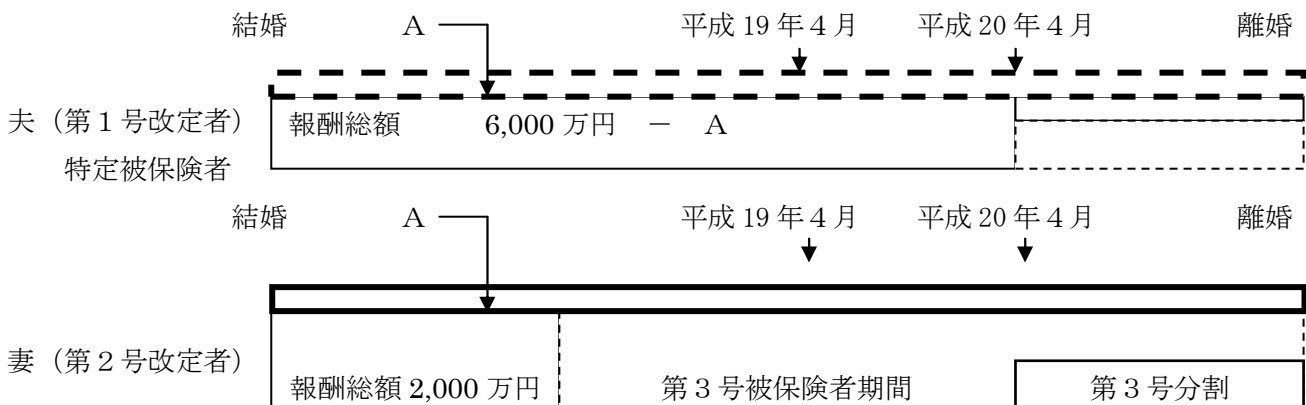 結婚 A 平成 19 年４月 平成 20 年４月 離婚
夫（第１号改定者） 報酬総額 6,000 万円 － A
特定被保険者
結婚 A 平成 19 年４月 平成 20 年４月 離婚
妻（第２号改定者）
報酬総額 2,000 万円 第３号被保険者期間 第３号分割